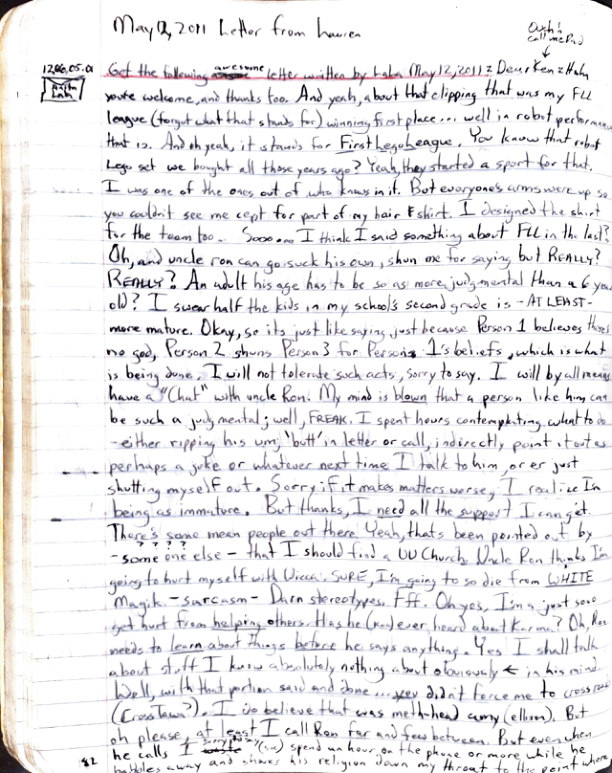 May 12, 2011 Letter from Lauren
Ouch!
call me Dad
12,06,05.01
Get the following awesome letter written by Laba May 12, 2011: Dear Ken: Haha
you're welcome, and thanks too. And yeah, about that clipping that was my FLL
league (forgot what that stands for) winning first place... well in robot performance
that is. And oh yeah, it stands for First Lego League. You know that robot
Lego set we bought all those years ago? Yeah, they started a sport for that.
I was one of the ones out of who knows in it. But everyone's arms were up so
you couldn't see me cept for part of my hair & shirt. I designed the shirt
for the team too. Sooooo I think I said something about FLL in the last?
Oh, and uncle ron can go suck his own, shun me for saying but REALLY?
REALLY? An adult his age has to be so as more judgmental than a 6 year
old? I swear half the kids in my school's second grade is -AT LEAST-
more mature. Okay, so its just like saying, just because Person 1 believes there's
no god, Person 2 shuns Person 3 for Person 1's beliefs, which is what
is being done. I will not tolerate such acts, sorry to say. I will by all means
have a "Chat" with uncle Ron. My mind is blown that a person like him can
be such a judgmental; well, FREAK. I spent hours contemplating what to do
-either ripping his um, 'butt' in letter or call, indirectly point it out as
perhaps a joke or whatever next time I talk to him, or er just
shutting myself out. Sorry if it makes matters worse, I realize Im
being as immature. But thanks, I need all the support I can get.
There's some mean people out there Yeah, thats been pointed out by
- some one else - that I should find a UU Church. Uncle Ron thinks I'm
going to hurt myself with Wicca. SURE, I'm going to so die from WHITE
Magik. -sarcasm- Darn stereotypes. Fff. Oh yes, I'm a just sooo
get hurt from helping others. Has he (Ron) ever heard about Karma? Oh, Ron
needs to learn about things before he says anything. Yes I shall talk
about stuff I know absolutely nothing about obviously ← in his mind.
Well, with that portion said and done... didn't force me to cross road
(CrossTown?), I do believe that was meth-head army (ellison). But
oh please, at least I call Ron far and few between. But even when
he calls I (sic) spend an hour on the phone or more while he
babbles away and shoves his religion down my throat to the point where
82